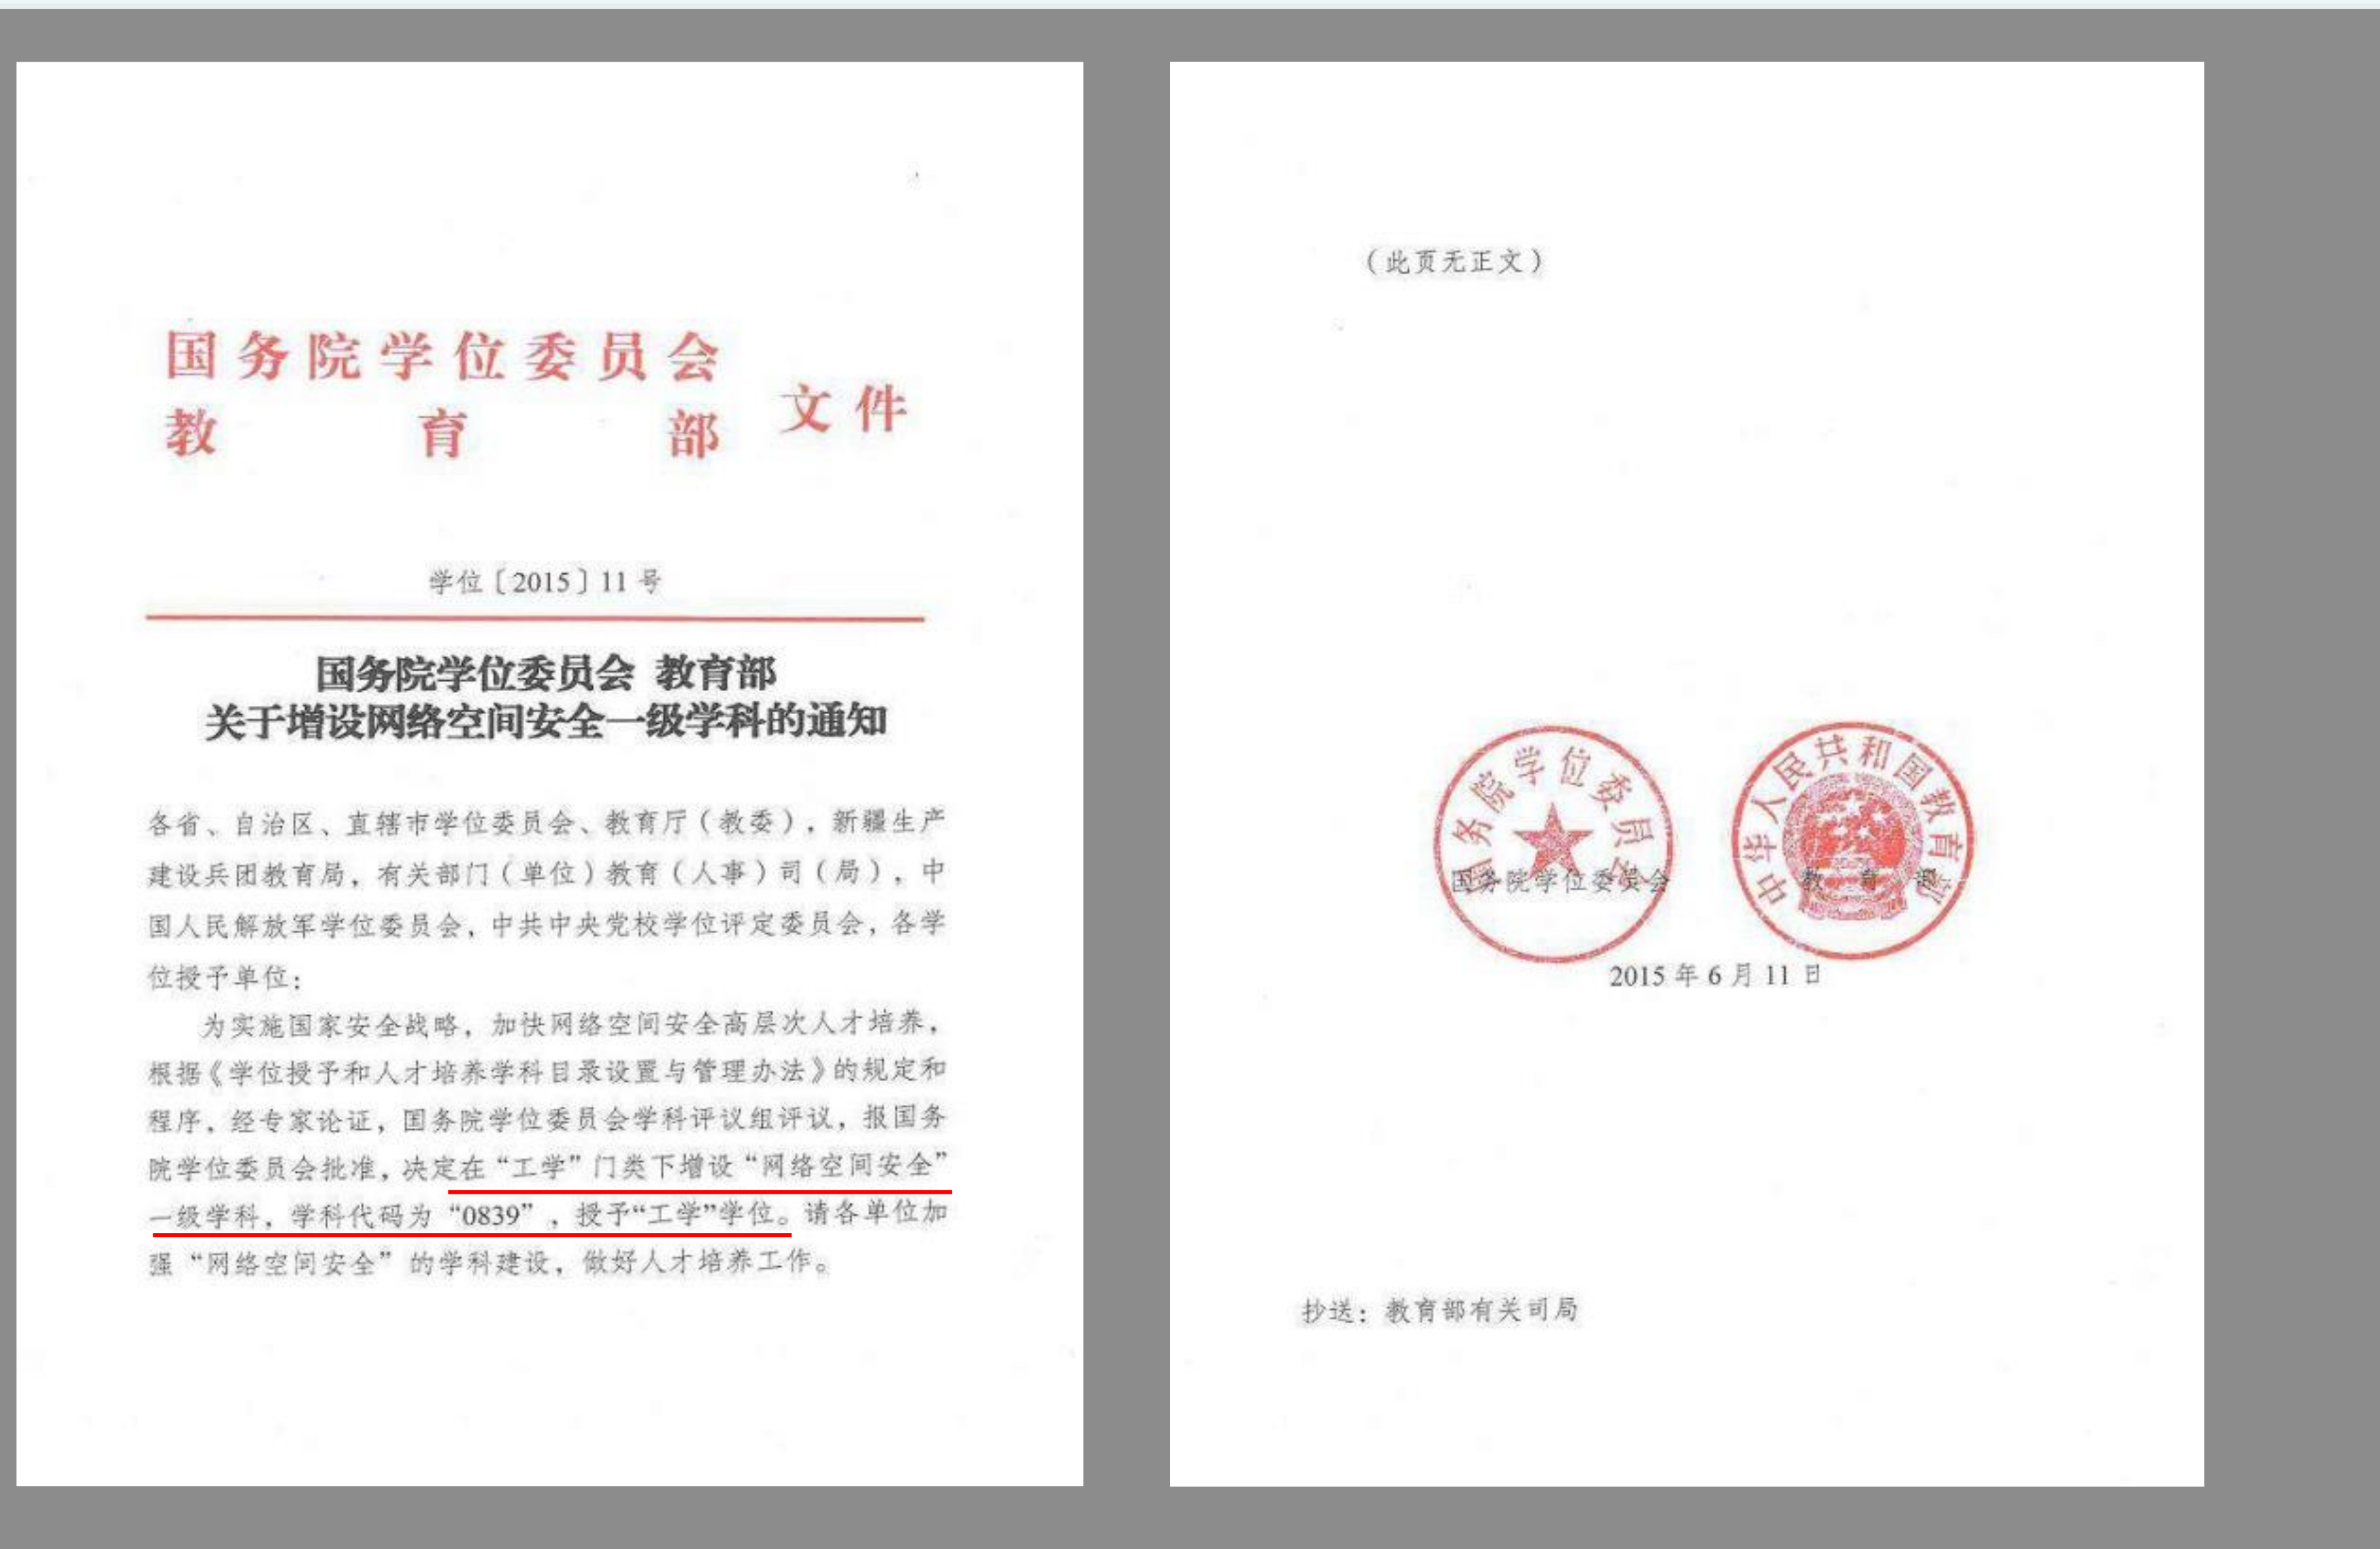 国务院学位委员会
教育部
文件
学位〔2015〕11 号
国务院学位委员会 教育部
关于增设网络空间安全一级学科的通知
各省、自治区、直辖市学位委员会、教育厅（教委），新疆生产
建设兵团教育局，有关部门（单位）教育（人事）司（局），中
国人民解放军学位委员会，中共中央党校学位评定委员会，各学
位授予单位：
为实施国家安全战略，加快网络空间安全高层次人才培养，
根据《学位授予和人才培养学科目录设置与管理办法》的规定和
程序，经专家论证，国务院学位委员会学科评议组评议，报国务
院学位委员会批准，决定在“工学”门类下增设“网络空间安全”
一级学科，学科代码为“0839”，授予“工学”学位。请各单位加
强“网络空间安全”的学科建设，做好人才培养工作。
（此页无正文）
国务院学位委员会
中华人民共和国教育部
国务院学位委员会
教育部
2015 年 6 月 11 日
抄送：教育部有关司局